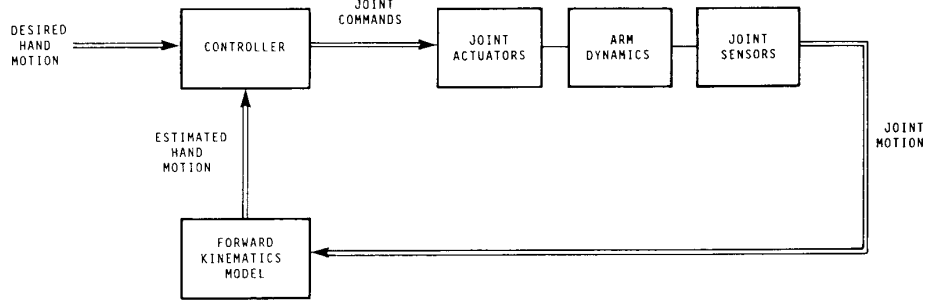 JOINT
COMMANDS
DESIRED
HAND
MOTION
CONTROLLER
JOINT
ACTUATORS
ARM
DYNAMICS
JOINT
SENSORS
JOINT
MOTION
ESTIMATED
HAND
MOTION
FORWARD
KINEMATICS
MODEL